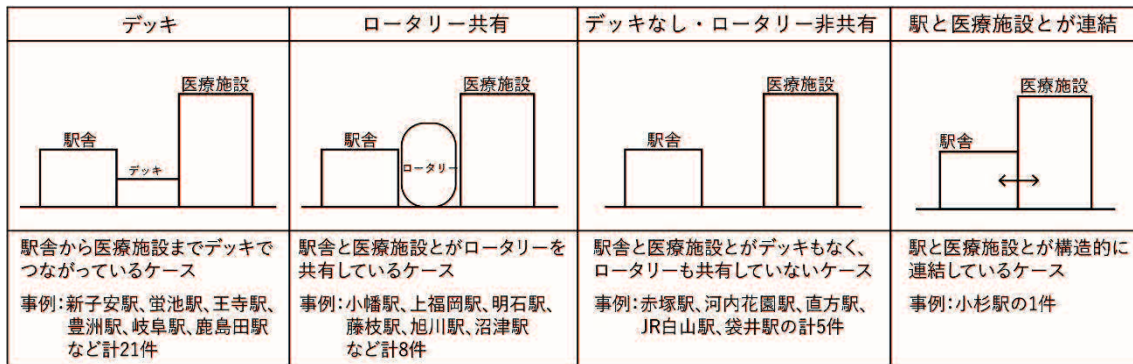 デッキ
ロータリー共有
デッキなし・ロータリー非共有
駅と医療施設とが連結
医療施設
駅舎
デッキ
医療施設
駅舎
ロータリー
医療施設
駅舎
医療施設
駅舎
駅舎から医療施設までデッキで
つながっているケース
事例：新子安駅、蛍池駅、王寺駅、
豊洲駅、岐阜駅、鹿島田駅
など計21件
駅舎と医療施設とがロータリーを
共有しているケース
事例：小幡駅、上福岡駅、明石駅、
藤枝駅、旭川駅、沼津駅
など計8件
駅舎と医療施設とがデッキもなく、
ロータリーも共有していないケース
事例：赤塚駅、河内花園駅、直方駅、
JR白山駅、袋井駅の計5件
駅と医療施設とが構造的に
連結しているケース
事例：小杉駅の1件